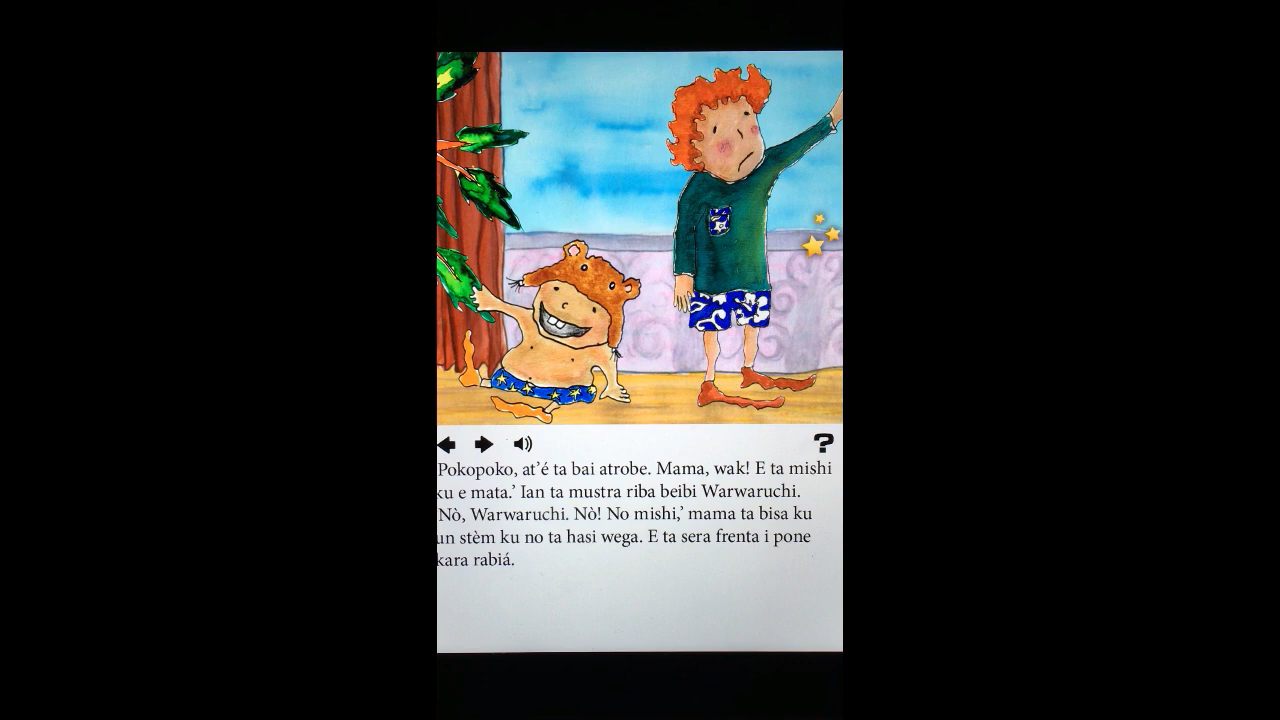 Pokopoko, at’é ta bai atrobe. Mama, wak! E ta mishi
ku e mata.’ Ian ta mustra riba beibi Warwaruchi.
Nò, Warwaruchi. Nò! No mishi,’ mama ta bisa ku
un stèm ku no ta hasi wega. E ta sera frenta i pone
kara rabiá.